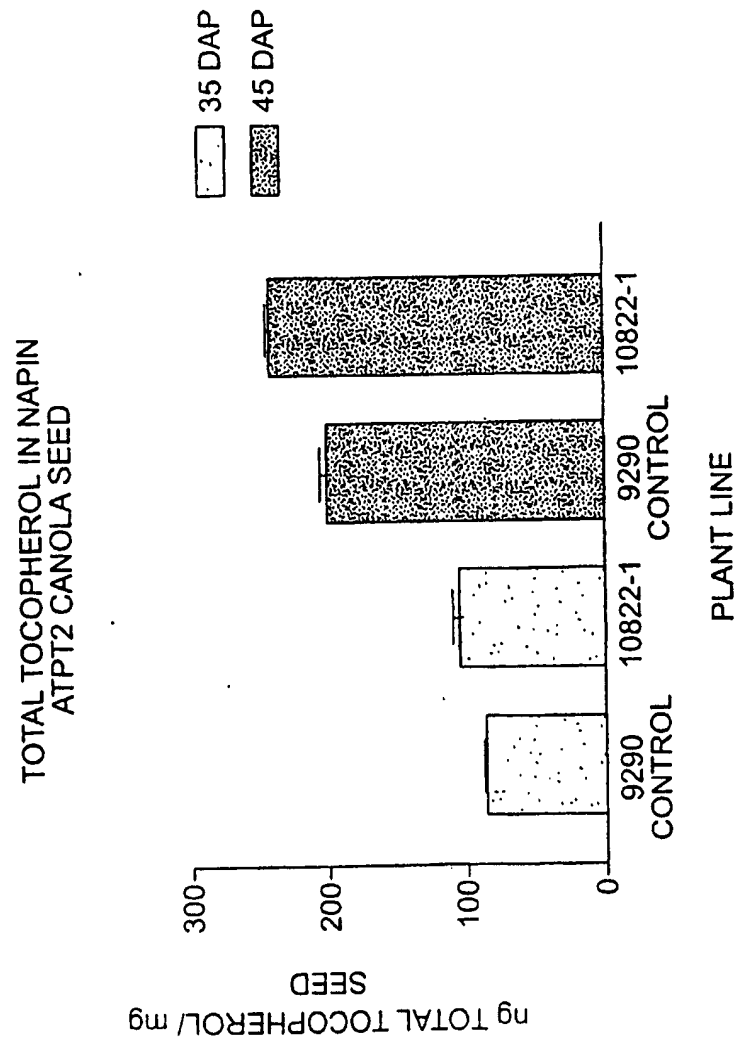 TOTAL TOCOPHEROL IN NAPIN
ATPT2 CANOLA SEED
35 DAP
45 DAP
ng TOTAL TOCOPHEROL/ mg
SEED
300
200
100
0
9290
CONTROL
10822-1
9290
CONTROL
10822-1
PLANT LINE